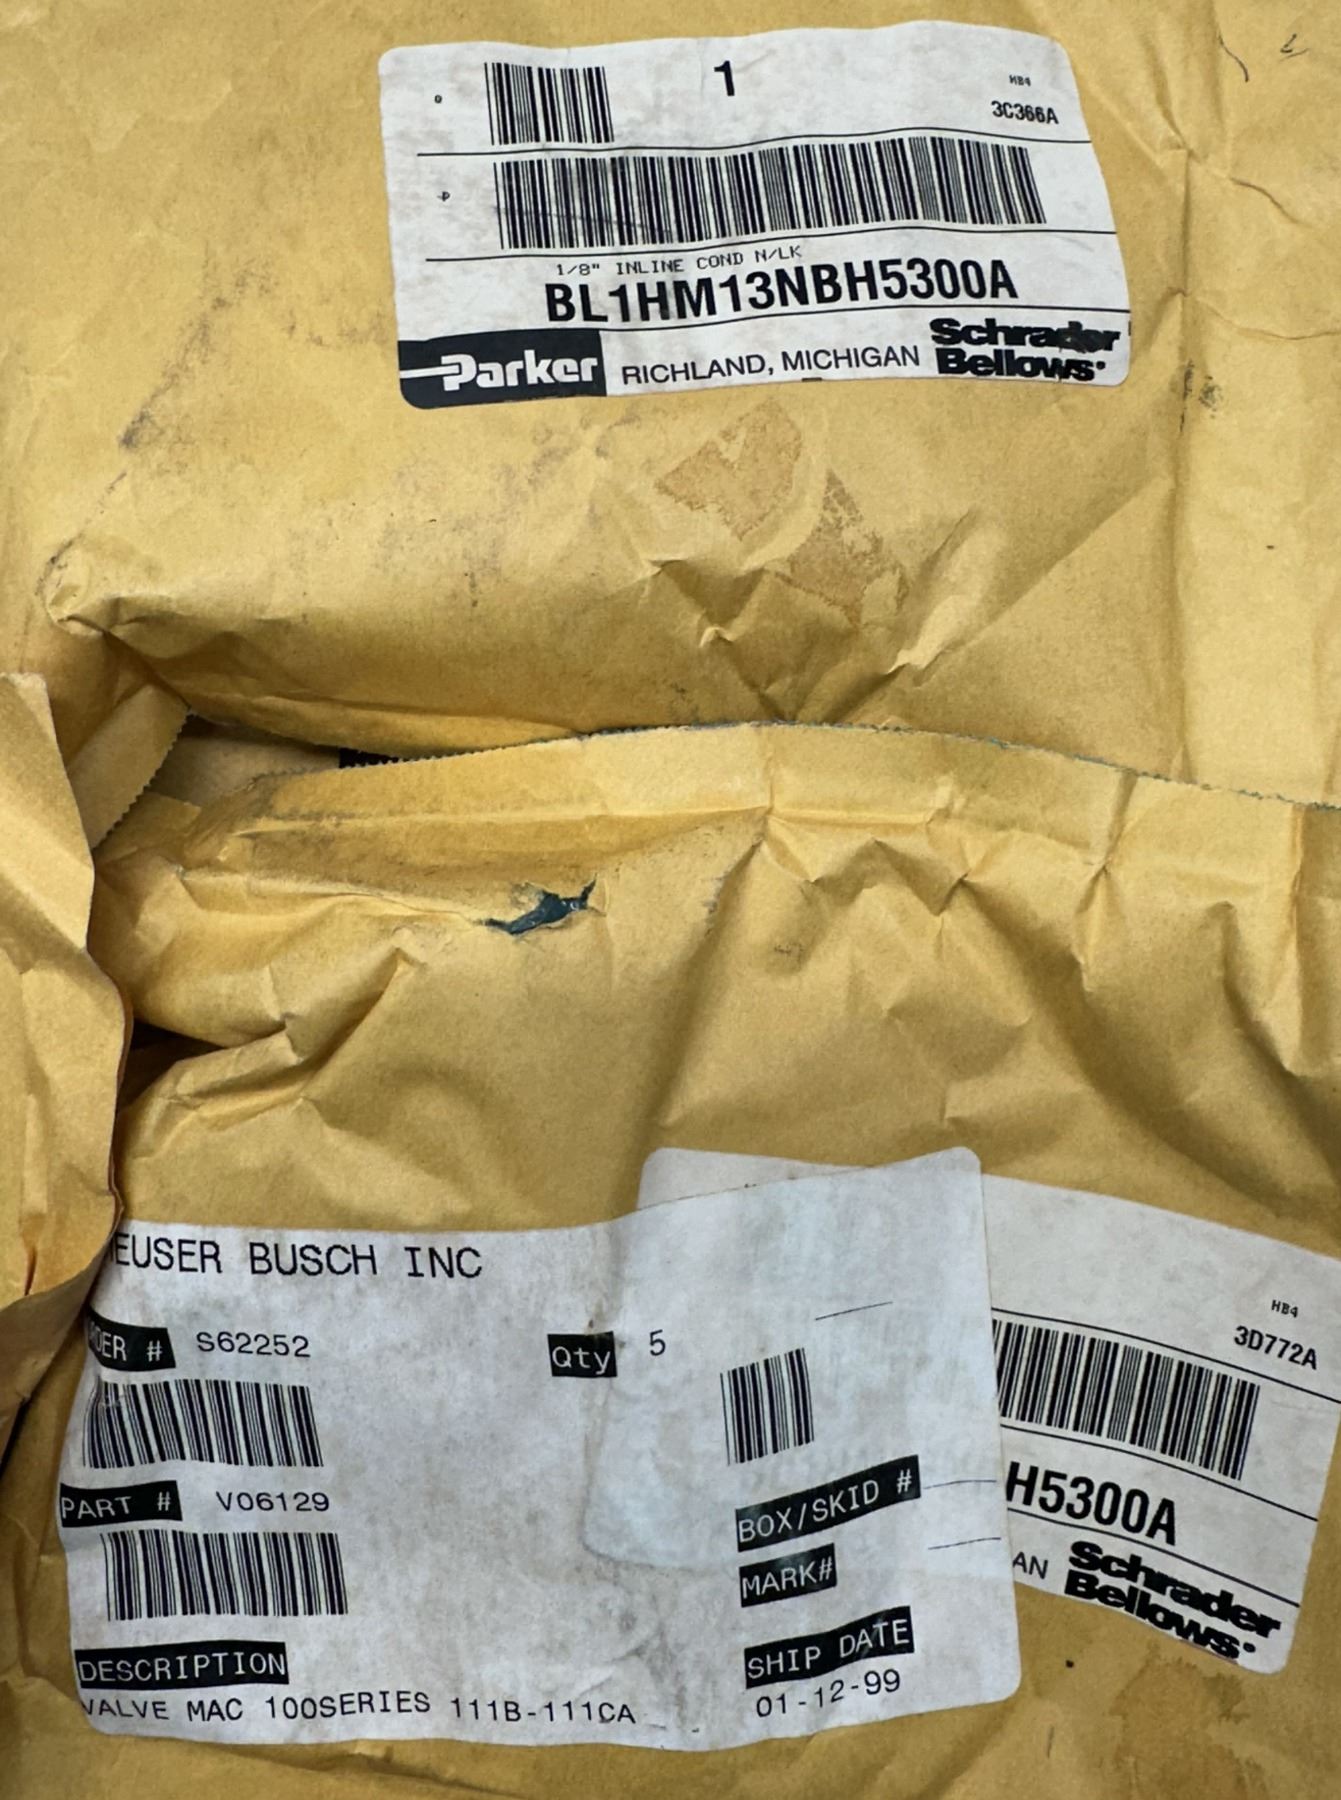 Q
1
HB4
3C366A
P
1/8" INLINE COND N/LK
BL1HM13NBH5300A
Parker RICHLAND, MICHIGAN Schrader Bellows
EUSER BUSCH INC
DER # S62252
Qty 5
PART # V06129
BOX/SKID #
MARK#
DESCRIPTION
VALVE MAC 100SERIES 111B-111CA
SHIP DATE
01-12-99
HB4
3D772A
H5300A
AN Schrader Bellows